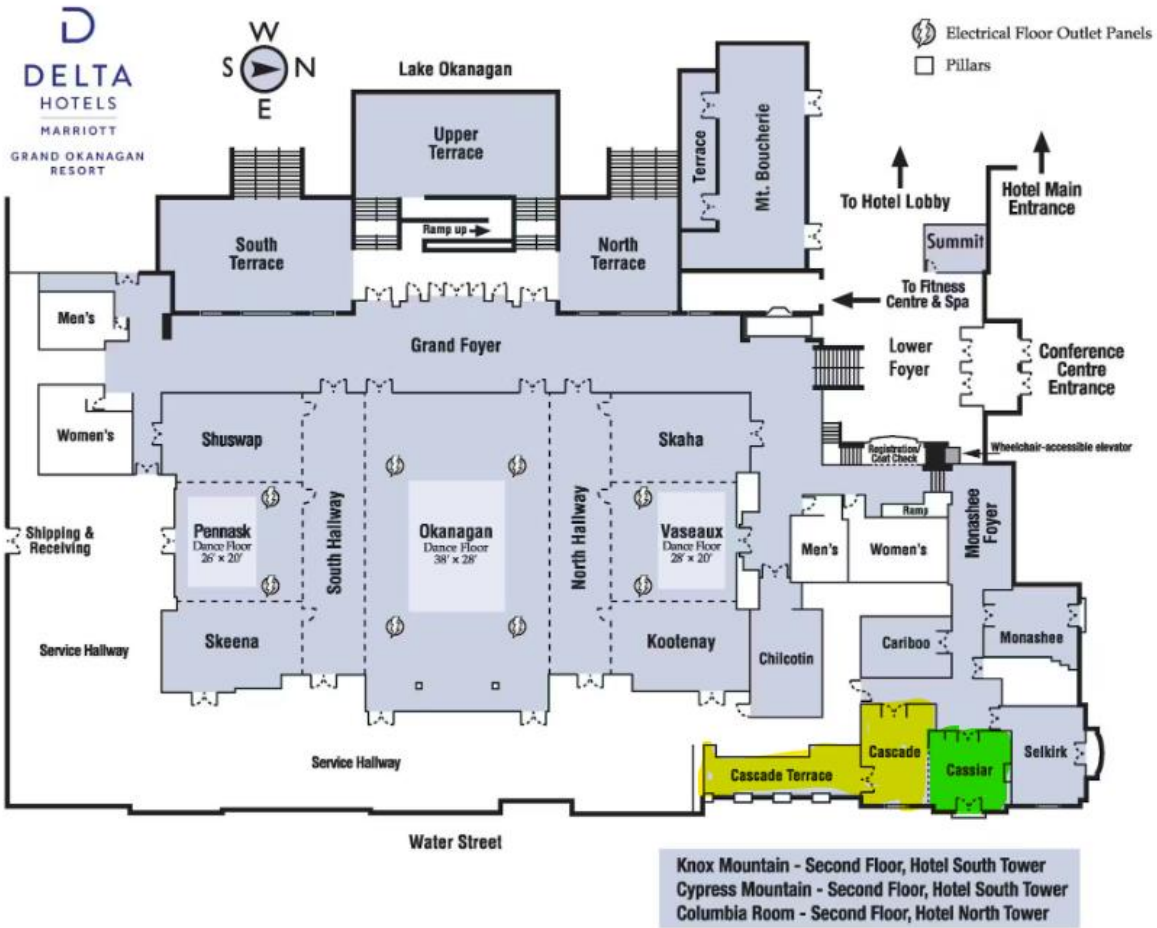 DELTA
HOTELS
MARRIOTT
GRAND OKANAGAN
RESORT
W
S N
E
Electrical Floor Outlet Panels
Pillars
Lake Okanagan
Upper
Terrace
Terrace
Mt. Boucherie
To Hotel Lobby
Hotel Main
Entrance
Ramp up
South
Terrace
North
Terrace
Summit
To Fitness
Centre & Spa
Men's
Grand Foyer
Lower
Foyer
Conference
Centre
Entrance
Women's
Shuswap
Skaha
Registration/
Coat Check
Wheelchair-accessible elevator
Shipping &
Receiving
Pennask
Dance Floor
26' x 20'
South Hallway
Okanagan
Dance Floor
38' x 28'
North Hallway
Vaseaux
Dance Floor
28' x 20'
Men's
Women's
Ramp
Monashee
Foyer
Service Hallway
Skeena
Kootenay
Chilcotin
Cariboo
Monashee
Service Hallway
Cascade Terrace
Cascade
Cassiar
Selkirk
Water Street
Knox Mountain - Second Floor, Hotel South Tower
Cypress Mountain - Second Floor, Hotel South Tower
Columbia Room - Second Floor, Hotel North Tower